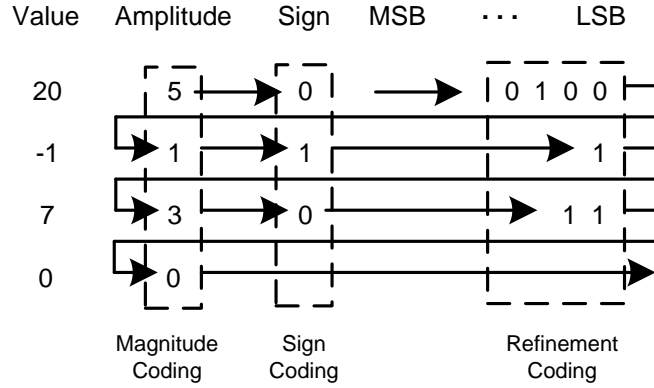 Value Amplitude Sign MSB ··· LSB
20 5 0 0 1 0 0
-1 1 1 1
7 3 0 1 1
0 0
Magnitude Sign Refinement
Coding Coding Coding